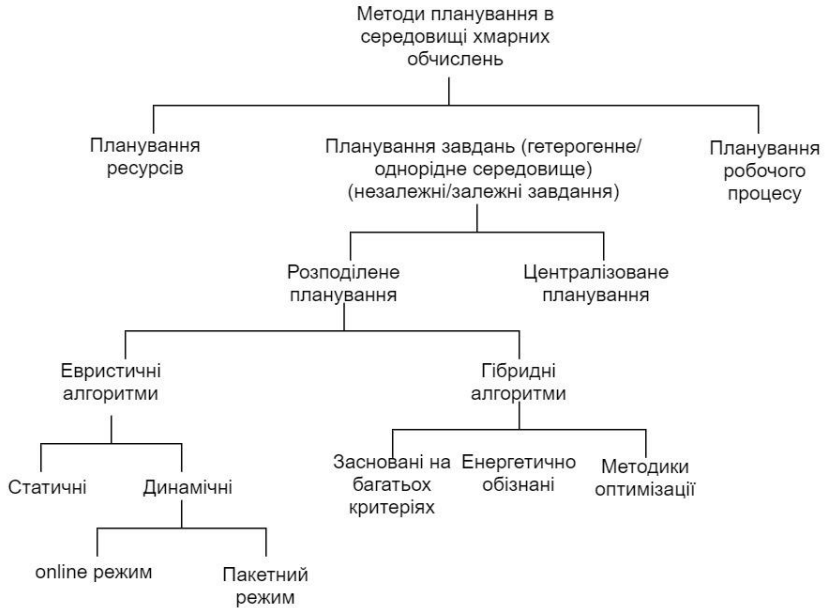 Методи планування в
середовищі хмарних
обчислень
Планування
ресурсів
Планування завдань (гетерогенне/
однорідне середовище)
(незалежні/залежні завдання)
Планування
робочого
процесу
Розподілене
планування
Централізоване
планування
Евристичні
алгоритми
Гібридні
алгоритми
Статичні
Динамічні
Засновані на
багатьох
критеріях
Енергетично
обізнані
Методики
оптимізації
online режим
Пакетний
режим